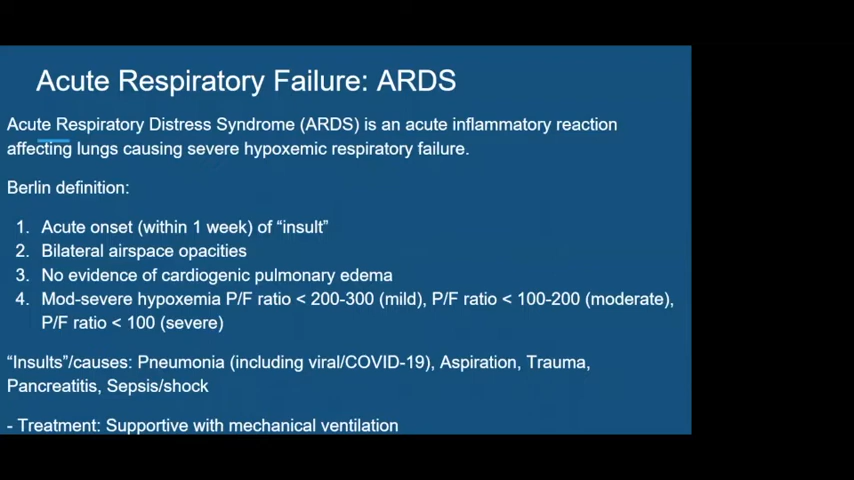 Acute Respiratory Failure: ARDS
Acute Respiratory Distress Syndrome (ARDS) is an acute inflammatory reaction
affecting lungs causing severe hypoxemic respiratory failure.
Berlin definition:
1. Acute onset (within 1 week) of “insult”
2. Bilateral airspace opacities
3. No evidence of cardiogenic pulmonary edema
4. Mod-severe hypoxemia P/F ratio < 200-300 (mild), P/F ratio < 100-200 (moderate),
P/F ratio < 100 (severe)
“Insults”/causes: Pneumonia (including viral/COVID-19), Aspiration, Trauma,
Pancreatitis, Sepsis/shock
- Treatment: Supportive with mechanical ventilation